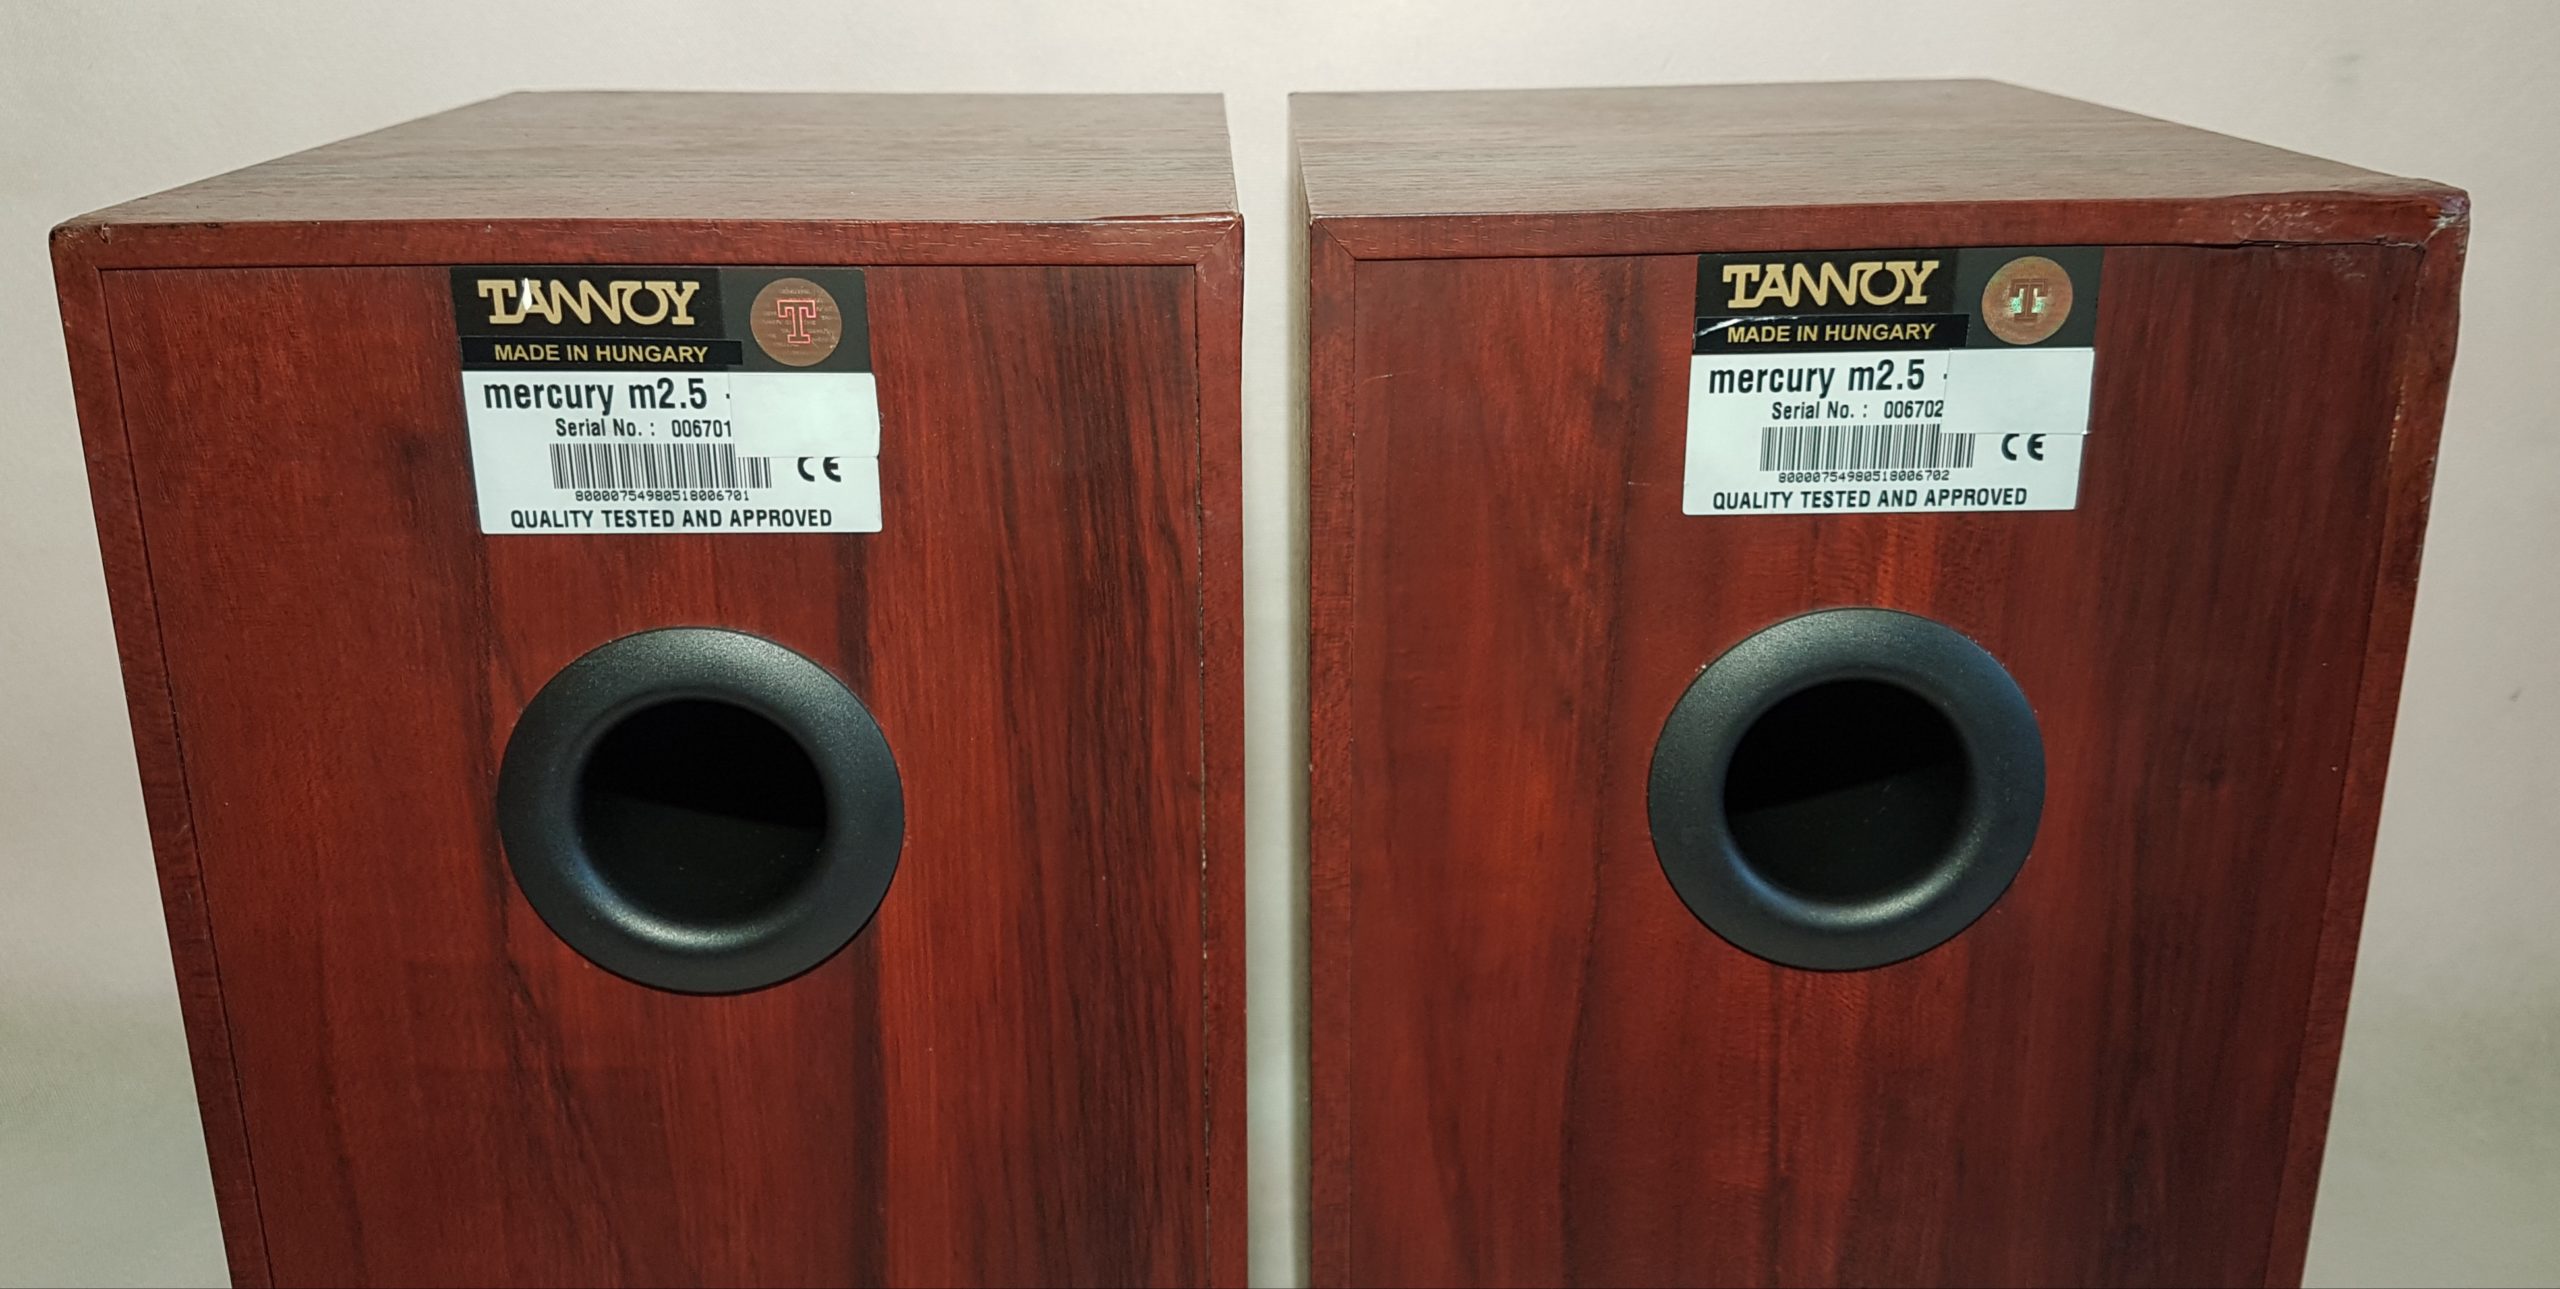 TANNOY
T
MADE IN HUNGARY
mercury m2.5 -
Serial No. : 006701
CE
80000754980518006701
QUALITY TESTED AND APPROVED
TANNOY
T
MADE IN HUNGARY
mercury m2.5 -
Serial No. : 006702
CE
80000754980518006702
QUALITY TESTED AND APPROVED